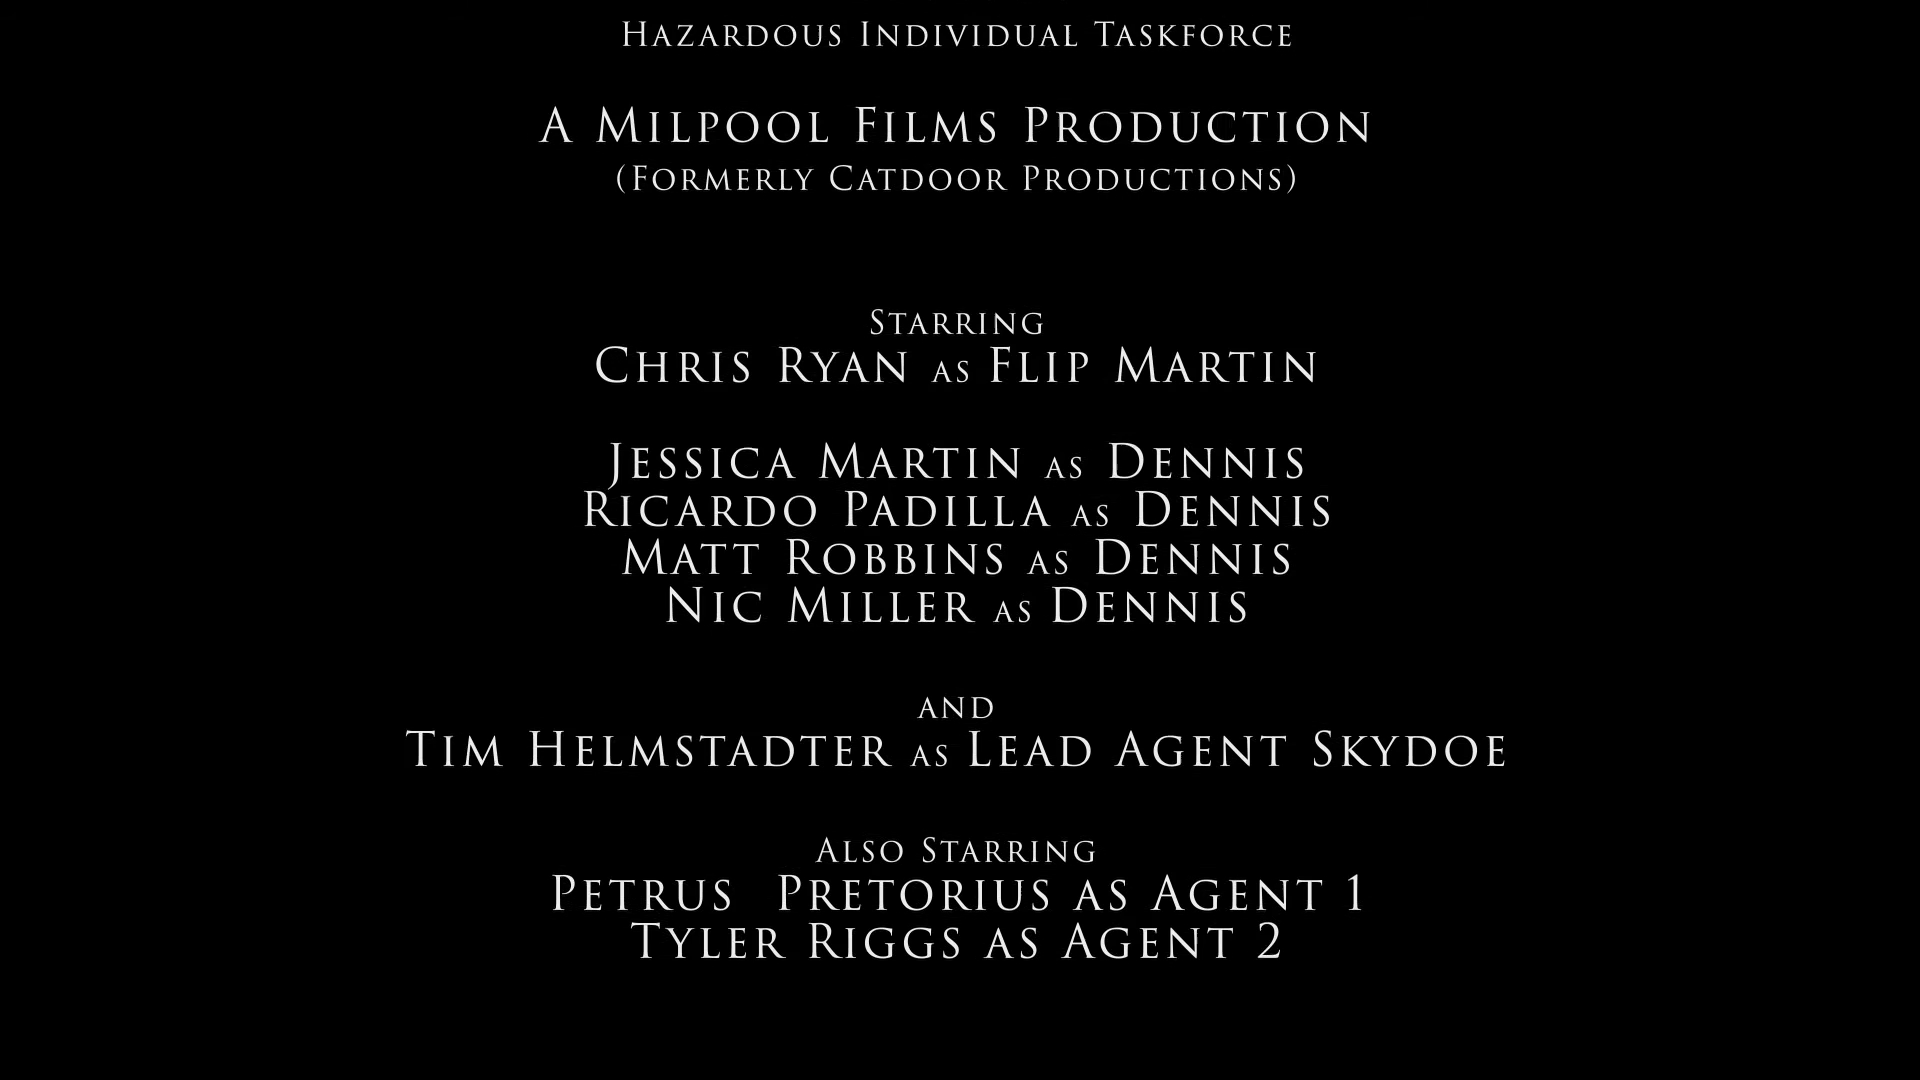 Hazardous Individual Taskforce
A Milpool Films Production
(Formerly Catdoor Productions)
Starring
Chris Ryan as Flip Martin
Jessica Martin as Dennis
Ricardo Padilla as Dennis
Matt Robbins as Dennis
Nic Miller as Dennis
and
Tim Helmstadter as Lead Agent Skydoe
Also Starring
Petrus Pretorius as Agent 1
Tyler Riggs as Agent 2